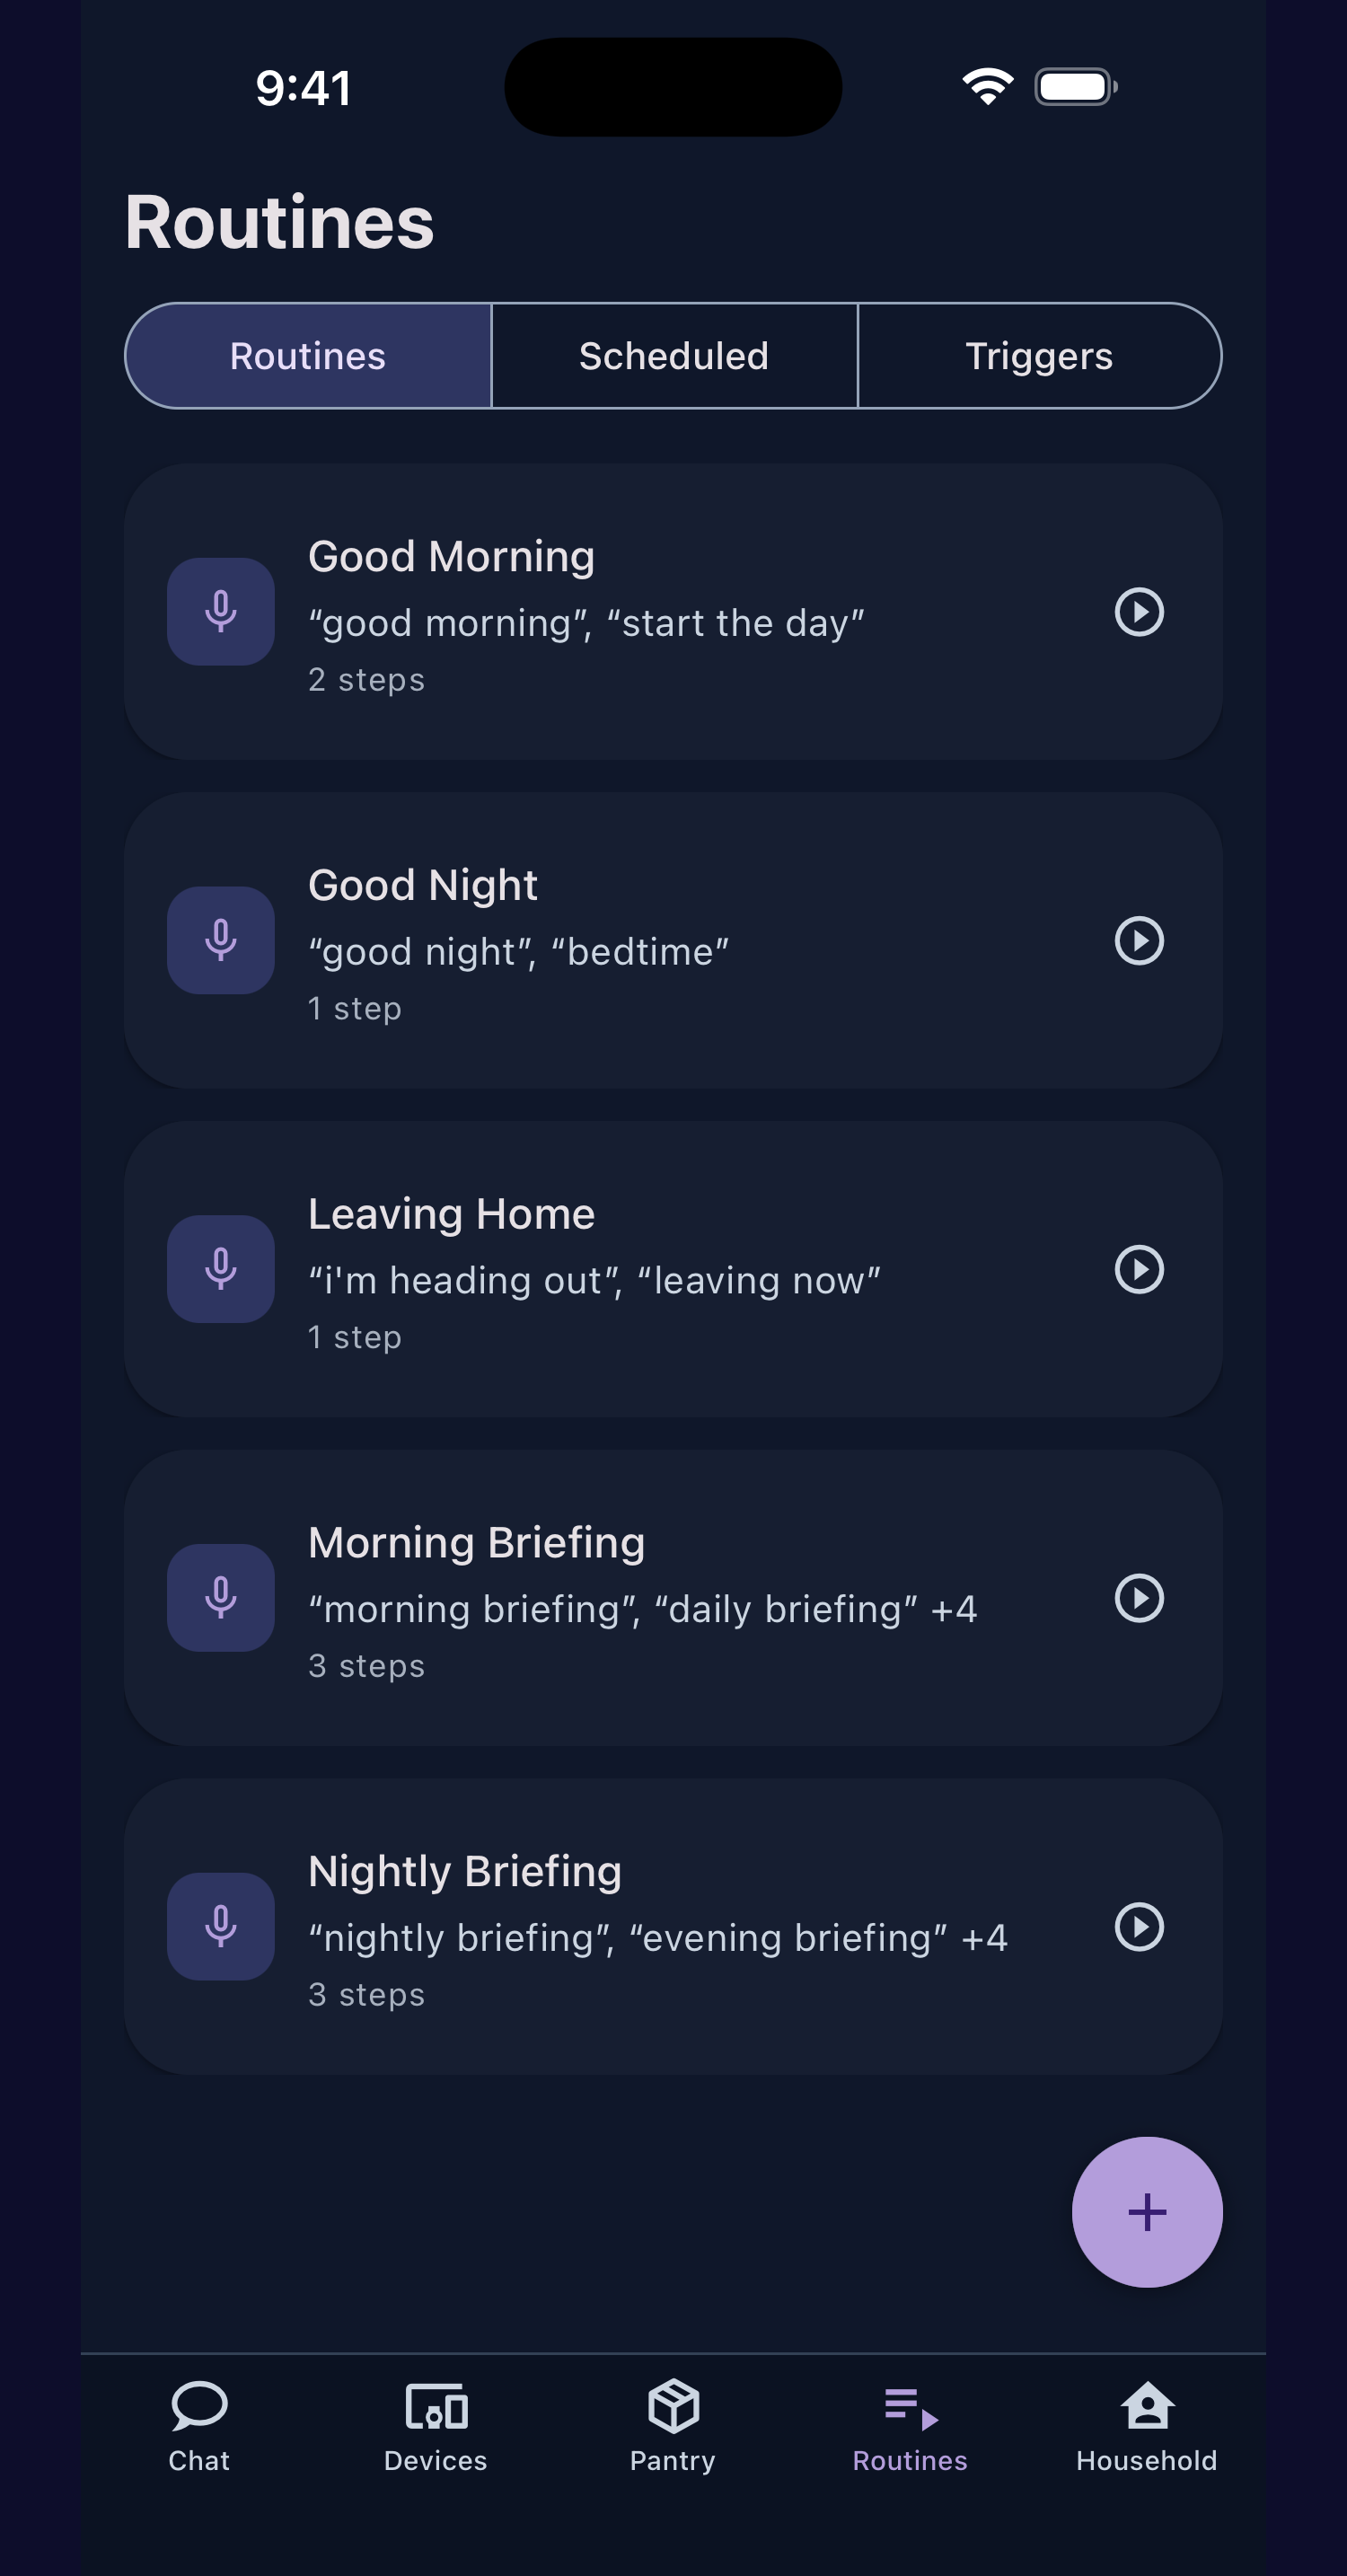 9:41
Routines
Routines Scheduled Triggers
Good Morning
“good morning”, “start the day”
2 steps
Good Night
“good night”, “bedtime”
1 step
Leaving Home
“i'm heading out”, “leaving now”
1 step
Morning Briefing
“morning briefing”, “daily briefing” +4
3 steps
Nightly Briefing
“nightly briefing”, “evening briefing” +4
3 steps
Chat Devices Pantry Routines Household